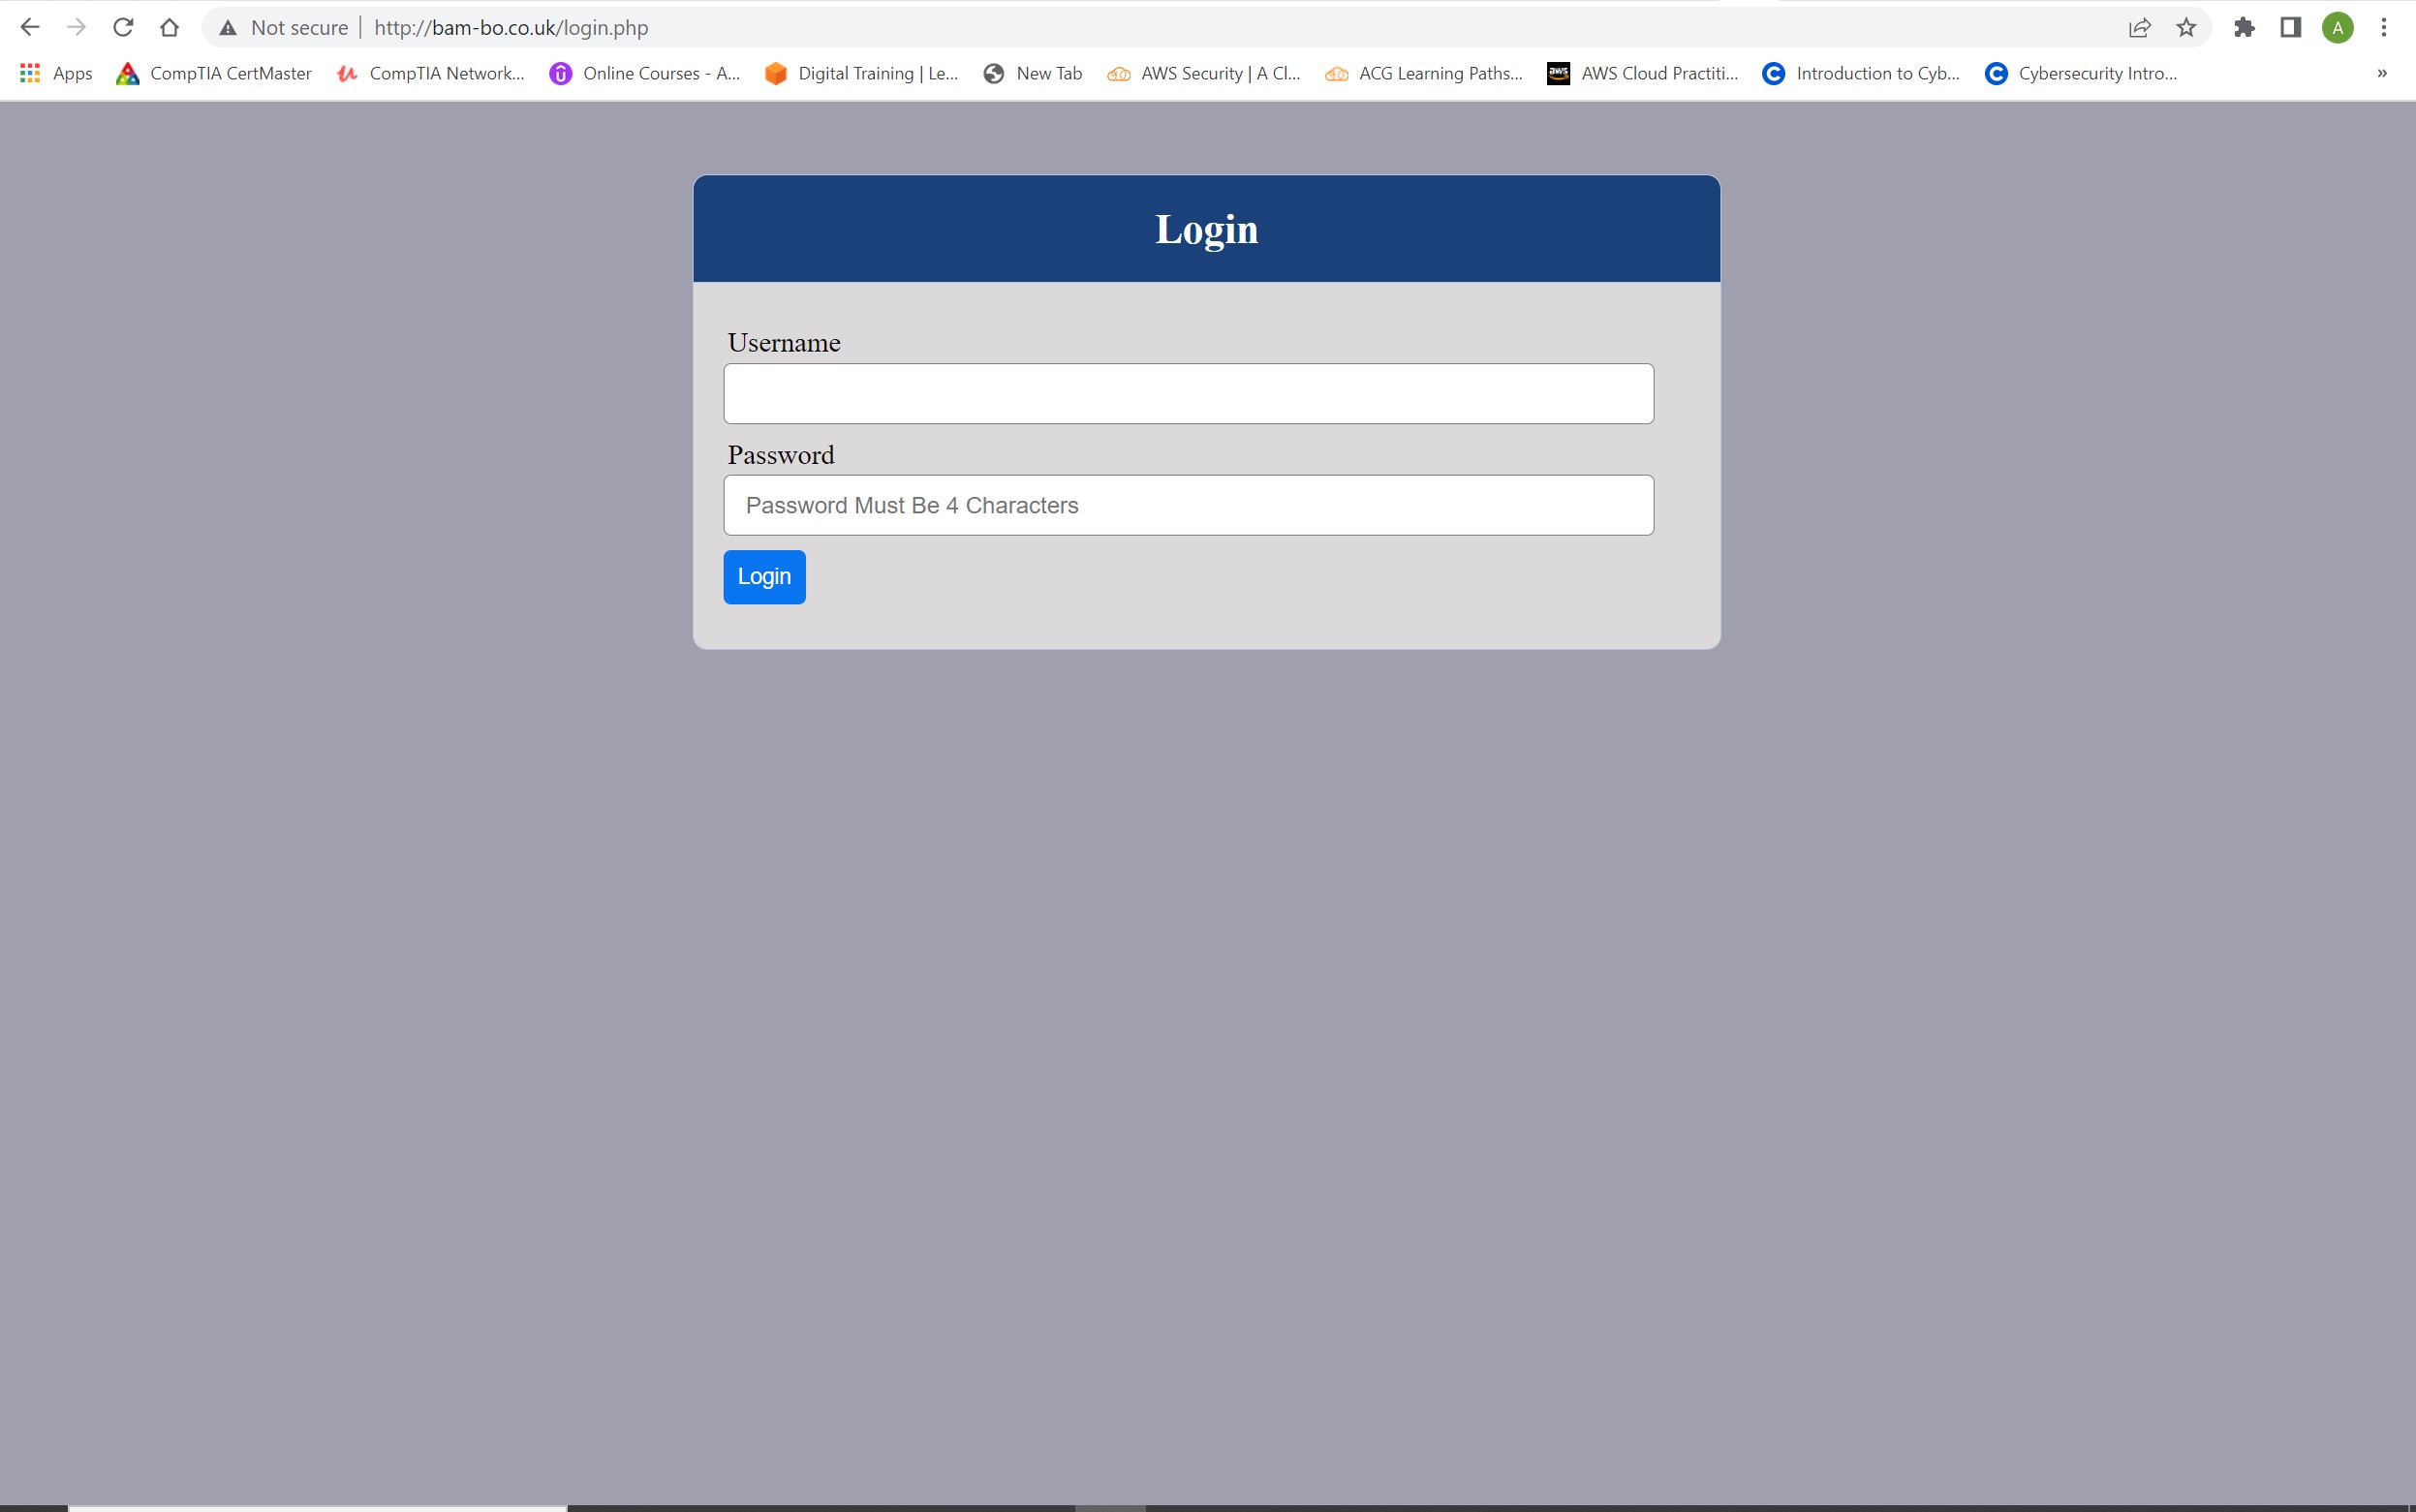 Not secure http://bam-bo.co.uk/login.php A
Apps CompTIA CertMaster CompTIA Network... Online Courses - A... Digital Training | Le... New Tab AWS Security | A Cl... ACG Learning Paths... aws AWS Cloud Practiti... Introduction to Cyb... Cybersecurity Intro... »
Login
Username
Password
Password Must Be 4 Characters
Login